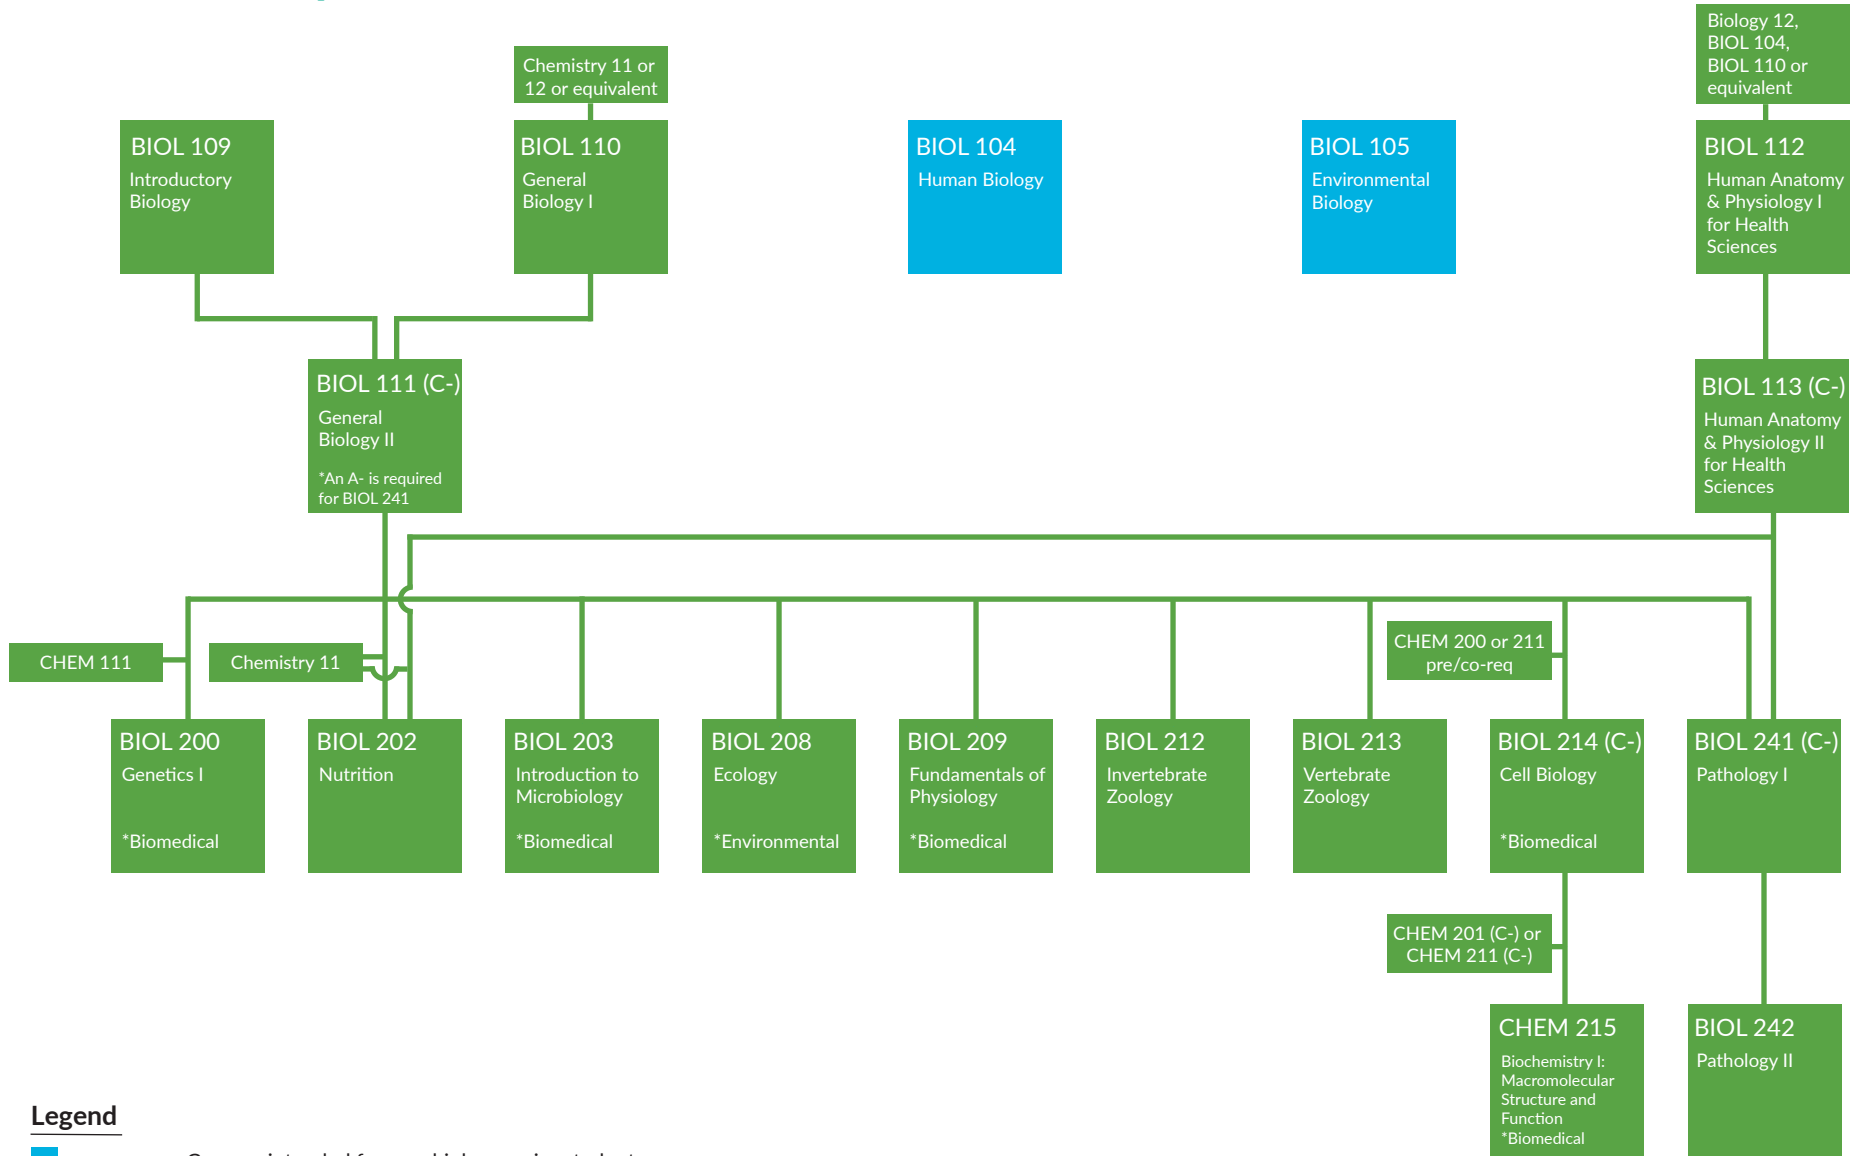 Biology 12,
BIOL 104,
BIOL 110 or
equivalent
Chemistry 11 or
12 or equivalent
BIOL 109
Introductory
Biology
BIOL 110
General
Biology I
BIOL 104
Human Biology
BIOL 105
Environmental
Biology
BIOL 112
Human Anatomy
& Physiology I
for Health
Sciences
BIOL 111 (C-)
General
Biology II
*An A- is required
for BIOL 241
BIOL 113 (C-)
Human Anatomy
& Physiology II
for Health
Sciences
CHEM 111
Chemistry 11
CHEM 200 or 211
pre/co-req
BIOL 200
Genetics I
*Biomedical
BIOL 202
Nutrition
BIOL 203
Introduction to
Microbiology
*Biomedical
BIOL 208
Ecology
*Environmental
BIOL 209
Fundamentals of
Physiology
*Biomedical
BIOL 212
Invertebrate
Zoology
BIOL 213
Vertebrate
Zoology
BIOL 214 (C-)
Cell Biology
*Biomedical
BIOL 241 (C-)
Pathology I
CHEM 201 (C-) or
CHEM 211 (C-)
CHEM 215
Biochemistry I:
Macromolecular
Structure and
Function
*Biomedical
BIOL 242
Pathology II
Legend